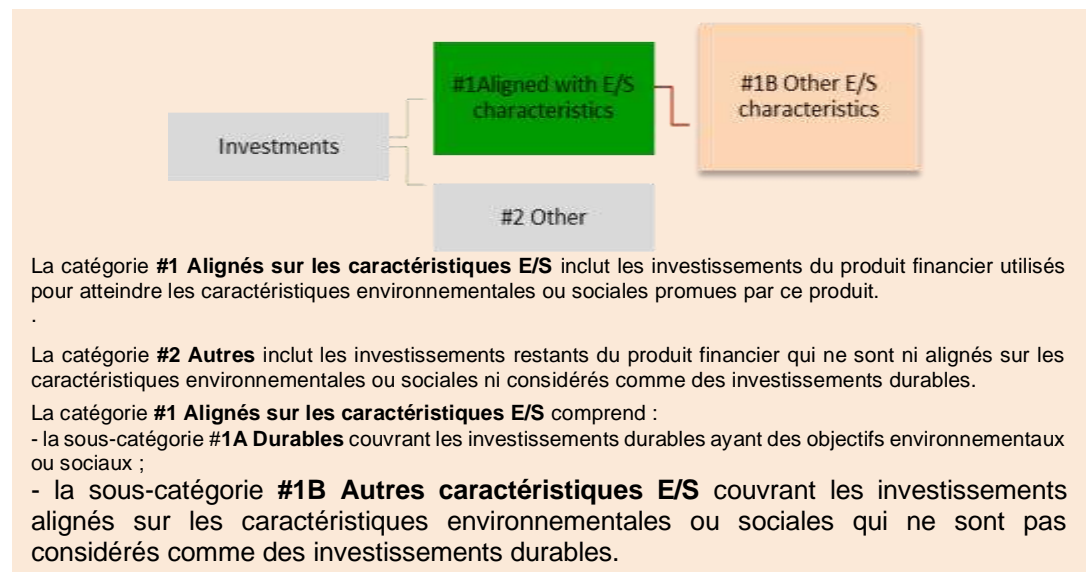 #1Aligned with E/S
characteristics
#1B Other E/S
characteristics
Investments
#2 Other
La catégorie #1 Alignés sur les caractéristiques E/S inclut les investissements du produit financier utilisés
pour atteindre les caractéristiques environnementales ou sociales promues par ce produit.
.
La catégorie #2 Autres inclut les investissements restants du produit financier qui ne sont ni alignés sur les
caractéristiques environnementales ou sociales ni considérés comme des investissements durables.
La catégorie #1 Alignés sur les caractéristiques E/S comprend :
- la sous-catégorie #1A Durables couvrant les investissements durables ayant des objectifs environnementaux
ou sociaux ;
- la sous-catégorie #1B Autres caractéristiques E/S couvrant les investissements
alignés sur les caractéristiques environnementales ou sociales qui ne sont pas
considérés comme des investissements durables.